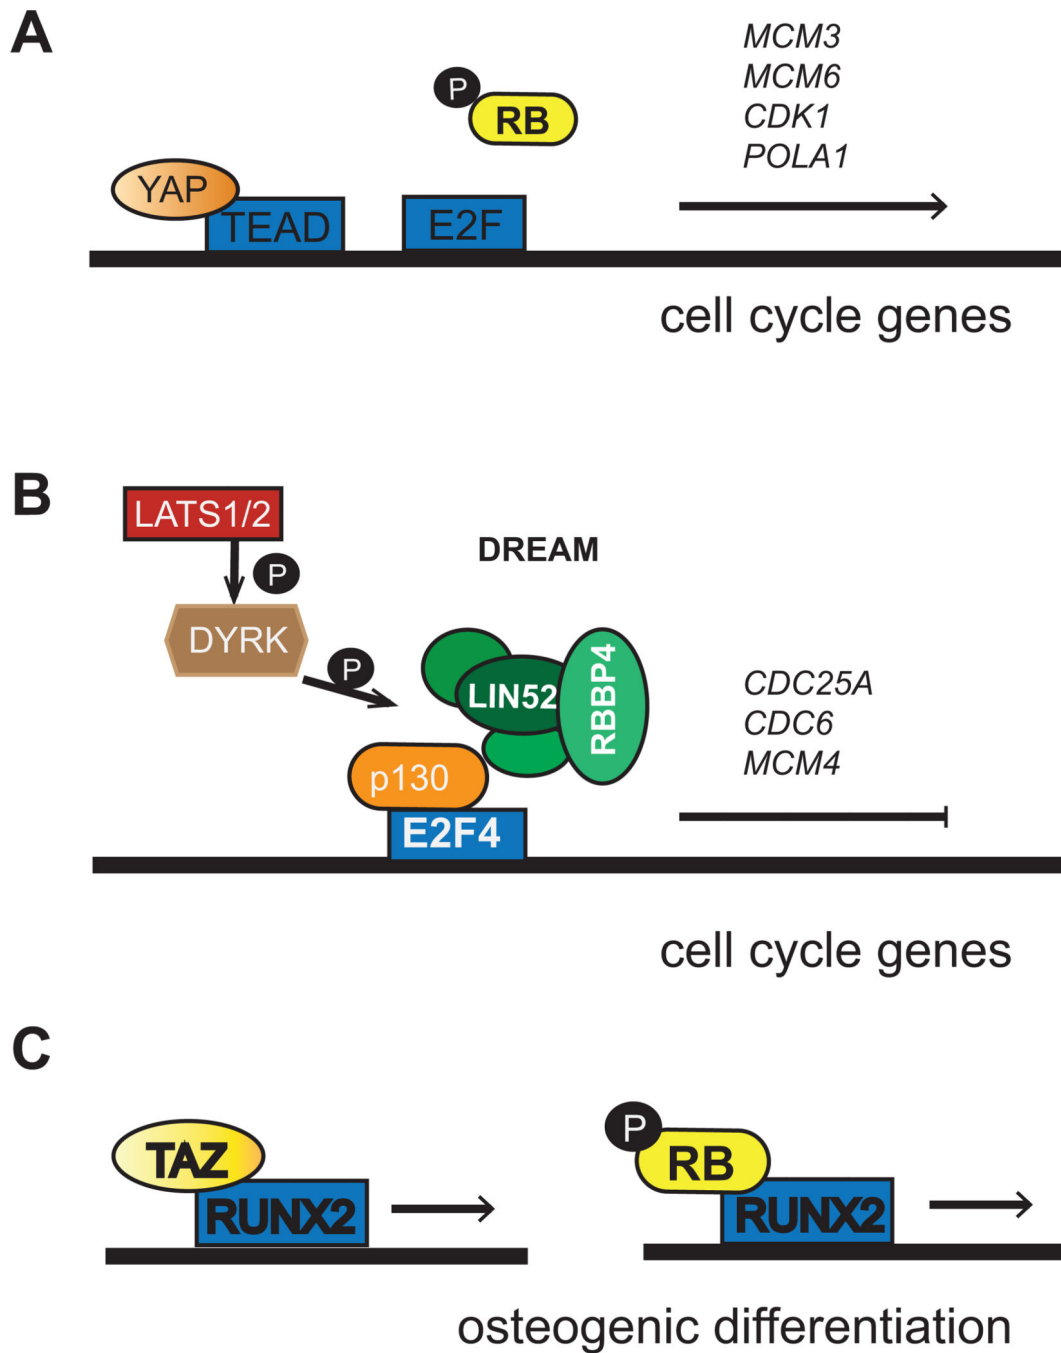 A
MCM3
MCM6
CDK1
POLA1
P
RB
YAP
TEAD
E2F
cell cycle genes
B
LATS1/2
P
DREAM
DYRK
P
LIN52
RBBP4
CDC25A
CDC6
MCM4
p130
E2F4
cell cycle genes
C
TAZ
RUNX2
P
RB
RUNX2
osteogenic differentiation